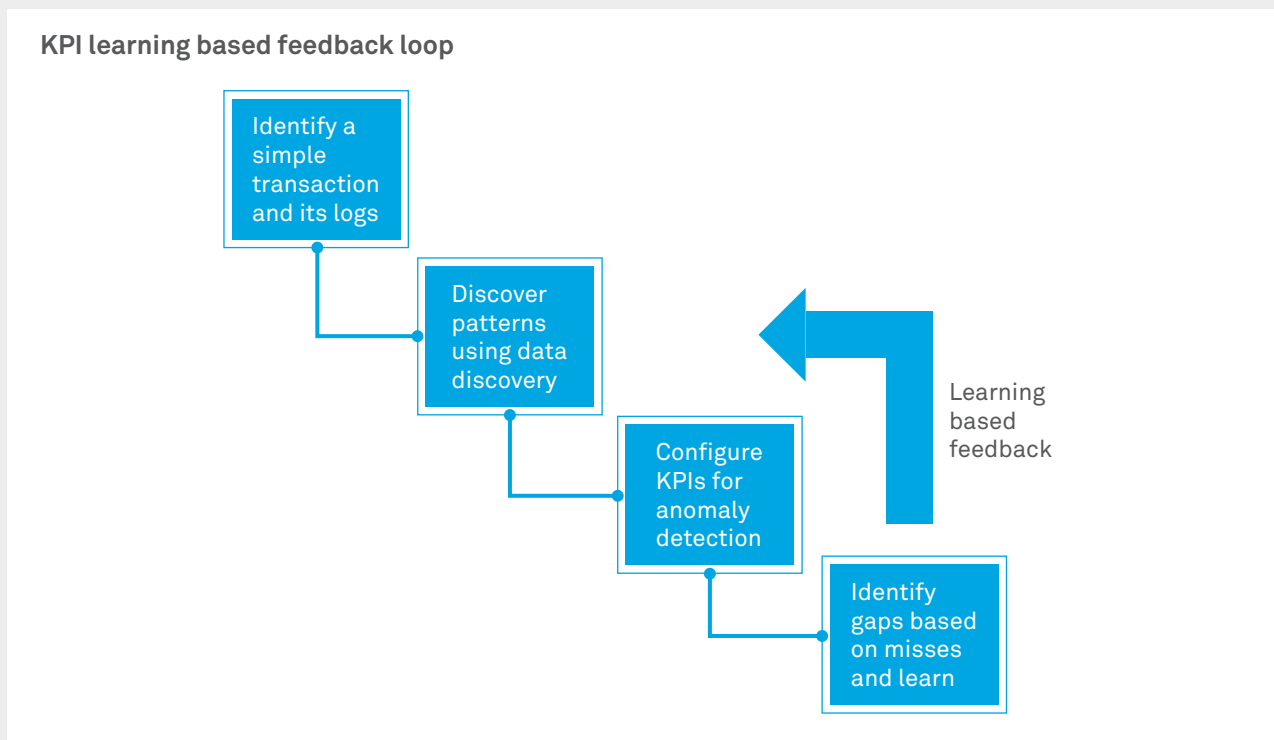 KPI learning based feedback loop
Identify a
simple
transaction
and its logs
Discover
patterns
using data
discovery
Configure
KPIs for
anomaly
detection
Learning
based
feedback
Identify
gaps based
on misses
and learn